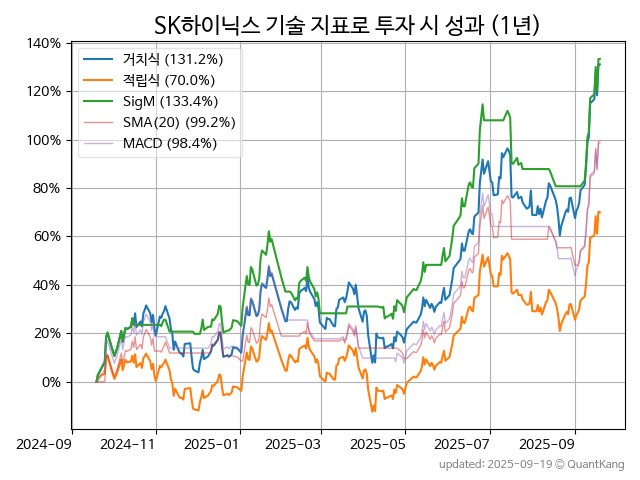 SK하이닉스 기술 지표로 투자 시 성과 (1년)
140%
120%
100%
80%
60%
40%
20%
0%
거치식 (131.2%)
적립식 (70.0%)
SigM (133.4%)
SMA(20) (99.2%)
MACD (98.4%)
2024-09 2024-11 2025-01 2025-03 2025-05 2025-07 2025-09
updated: 2025-09-19 © QuantKang